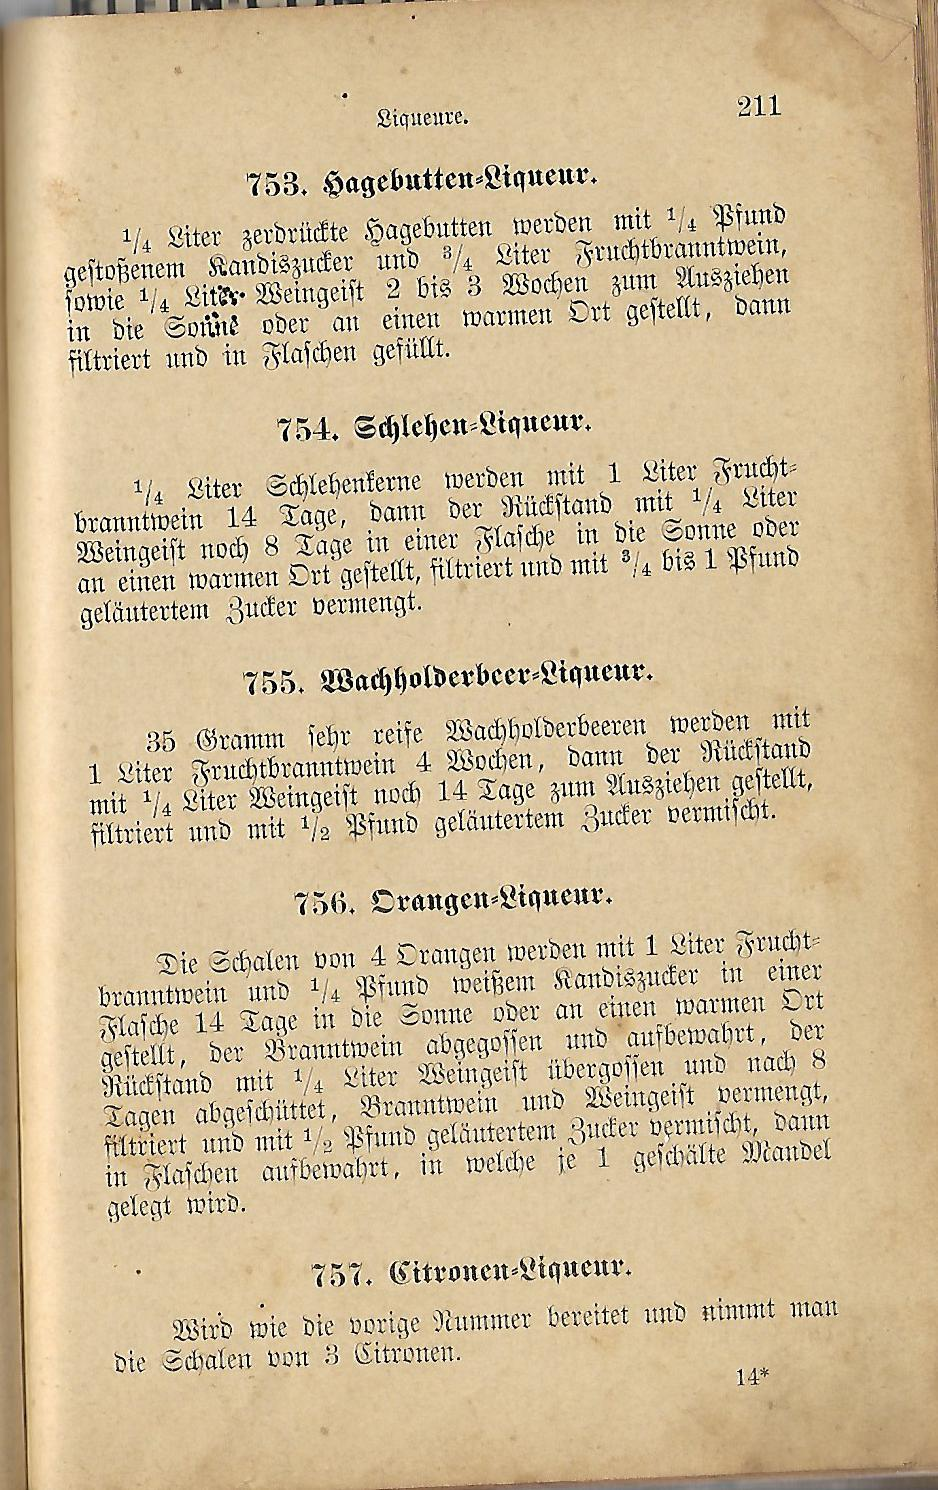 Liqueure. 211
753. Hagebutten-Liqueur.
1/4 Liter zerdrückte Hagebutten werden mit 1/4 Pfund
gestoßenem Kandiszucker und 3/4 Liter Fruchtbranntwein,
sowie 1/4 Liter Weingeist 2 bis 3 Wochen zum Ausziehen
in die Sonne oder an einen warmen Ort gestellt, dann
filtriert und in Flaschen gefüllt.
754. Schlehen-Liqueur.
1/4 Liter Schlehenkerne werden mit 1 Liter Frucht-
branntwein 14 Tage, dann der Rückstand mit 1/4 Liter
Weingeist noch 8 Tage in einer Flasche in die Sonne oder
an einen warmen Ort gestellt, filtriert und mit 3/4 bis 1 Pfund
geläutertem Zucker vermengt.
755. Wachholderbeer-Liqueur.
35 Gramm sehr reife Wachholderbeeren werden mit
1 Liter Fruchtbranntwein 4 Wochen, dann der Rückstand
mit 1/4 Liter Weingeist noch 14 Tage zum Ausziehen gestellt,
filtriert und mit 1/2 Pfund geläutertem Zucker vermischt.
756. Orangen-Liqueur.
Die Schalen von 4 Orangen werden mit 1 Liter Frucht-
branntwein und 1/4 Pfund weißem Kandiszucker in einer
Flasche 14 Tage in die Sonne oder an einen warmen Ort
gestellt, der Branntwein abgegossen und aufbewahrt, der
Rückstand mit 1/4 Liter Weingeist übergossen und nach 8
Tagen abgeschüttet, Branntwein und Weingeist vermengt,
filtriert und mit 1/2 Pfund geläutertem Zucker vermischt, dann
in Flaschen aufbewahrt, in welche je 1 geschälte Mandel
gelegt wird.
757. Citronen-Liqueur.
Wird wie die vorige Nummer bereitet und nimmt man
die Schalen von 3 Citronen.
14*